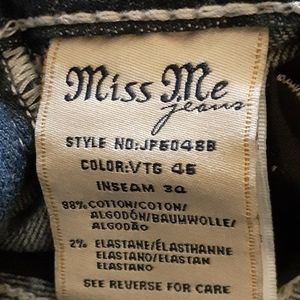 Miss Me
jeans
STYLE NO:JP5048B
COLOR:VTG 45
INSEAM 30
98% COTTON/COTON/
ALGODÓN/BAUMWOLLE/
ALGODÃO
2% ELASTANE/ÉLASTHANNE
ELASTANO/ELASTAN
ELASTANO
SEE REVERSE FOR CARE